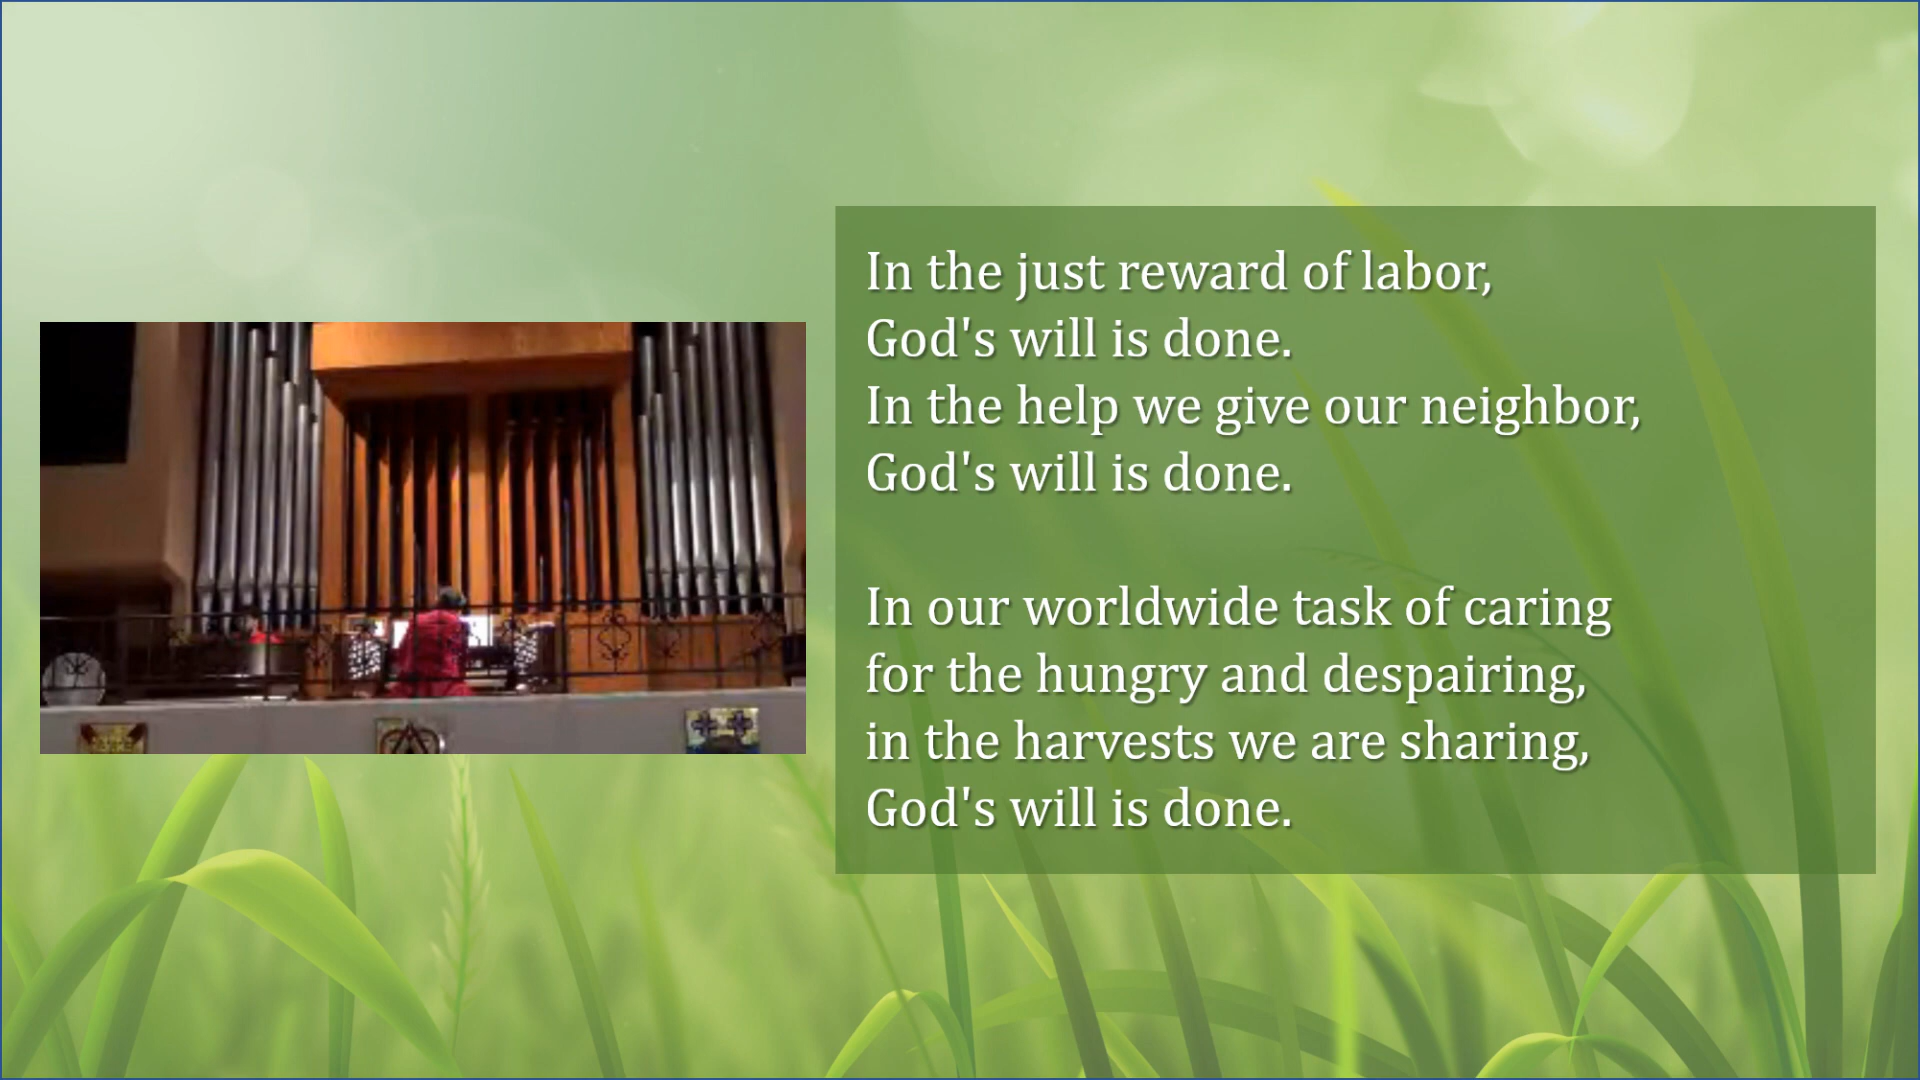 In the just reward of labor,
God's will is done.
In the help we give our neighbor,
God's will is done.
In our worldwide task of caring
for the hungry and despairing,
in the harvests we are sharing,
God's will is done.